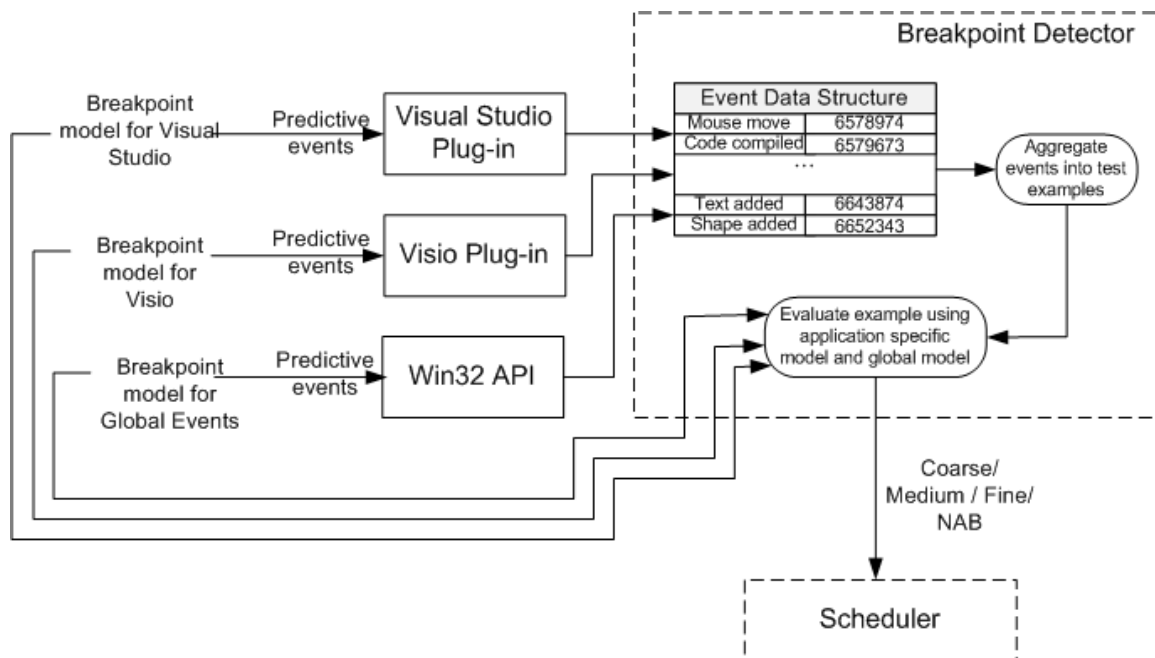 Breakpoint Detector
Breakpoint
model for Visual
Studio
Predictive
events
Visual Studio
Plug-in
Event Data Structure
Mouse move 6578974
Code compiled 6579673
...
Text added 6643874
Shape added 6652343
Aggregate
events into test
examples
Breakpoint
model for
Visio
Predictive
events
Visio Plug-in
Evaluate example using
application specific
model and global model
Breakpoint
model for
Global Events
Predictive
events
Win32 API
Coarse/
Medium / Fine/
NAB
Scheduler